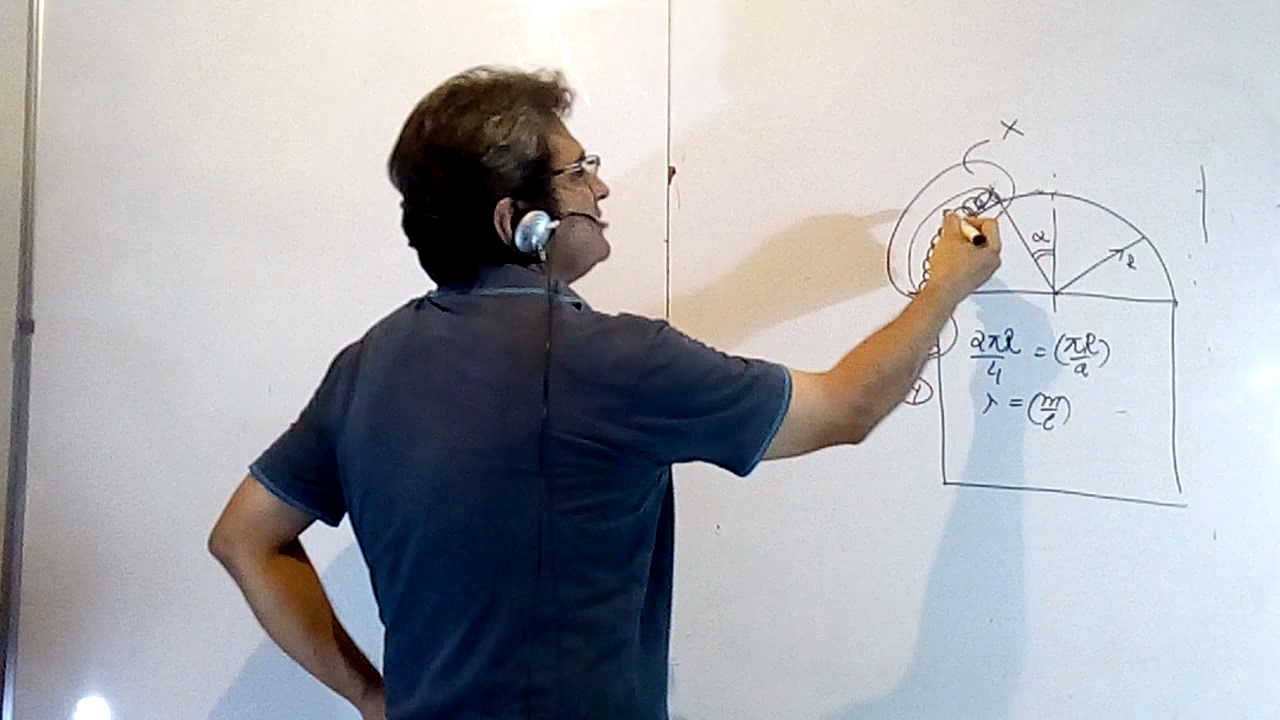 X
α
R
2πR/4 = (πR/2)
λ = (m/l)